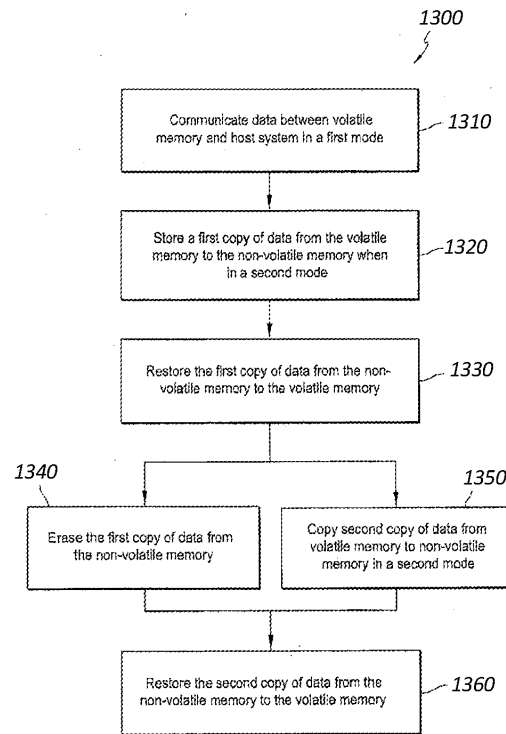 1300
Communicate data between volatile
memory and host system in a first mode
1310
Store a first copy of data from the volatile
memory to the non-volatile memory when
in a second mode
1320
Restore the first copy of data from the non-
volatile memory to the volatile memory
1330
1340
Erase the first copy of data from
the non-volatile memory
1350
Copy second copy of data from
volatile memory to non-volatile
memory in a second mode
Restore the second copy of data from the
non-volatile memory to the volatile memory
1360